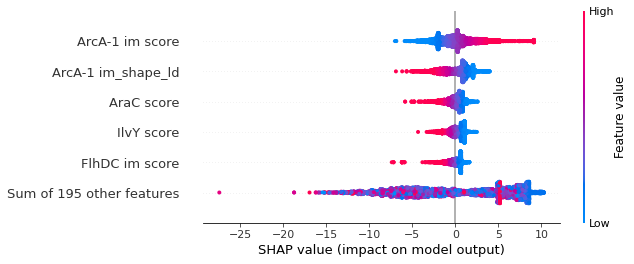 High
ArcA-1 im score
ArcA-1 im_shape_ld
AraC score
IlvY score
FlhDC im score
Sum of 195 other features
Feature value
Low
−25 −20 −15 −10 −5 0 5 10
SHAP value (impact on model output)